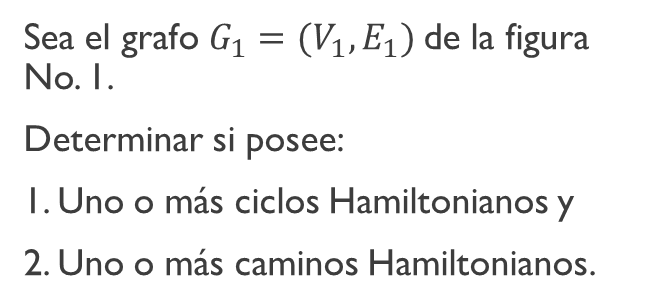 Sea el grafo 𝐺₁ = (𝑉₁, 𝐸₁) de la figura
No. 1.
Determinar si posee:
1. Uno o más ciclos Hamiltonianos y
2. Uno o más caminos Hamiltonianos.